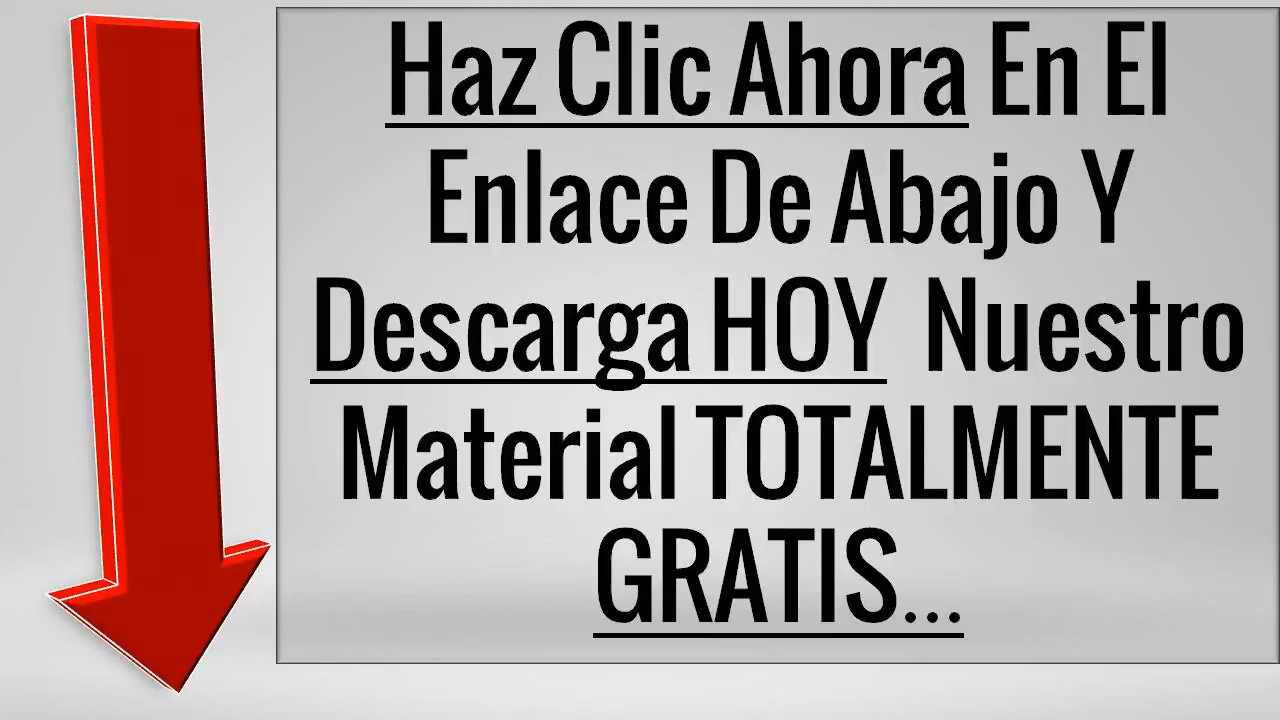 Haz Clic Ahora En El
Enlace De Abajo Y
Descarga HOY Nuestro
Material TOTALMENTE
GRATIS...